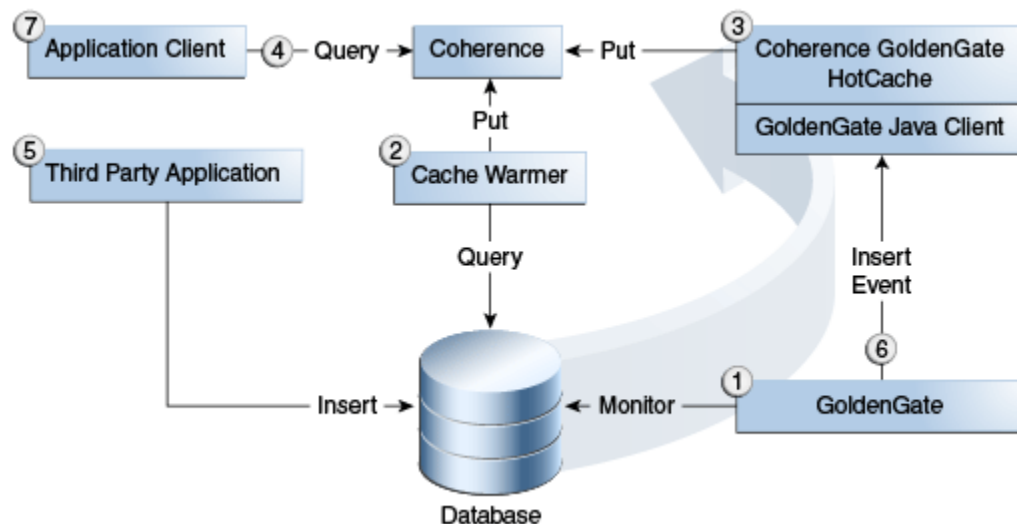 7
Application Client
4
Query
Coherence
Put
3
Coherence GoldenGate
HotCache
GoldenGate Java Client
Put
5
Third Party Application
2
Cache Warmer
Query
Insert
Event
6
Insert
Monitor
1
GoldenGate
Database